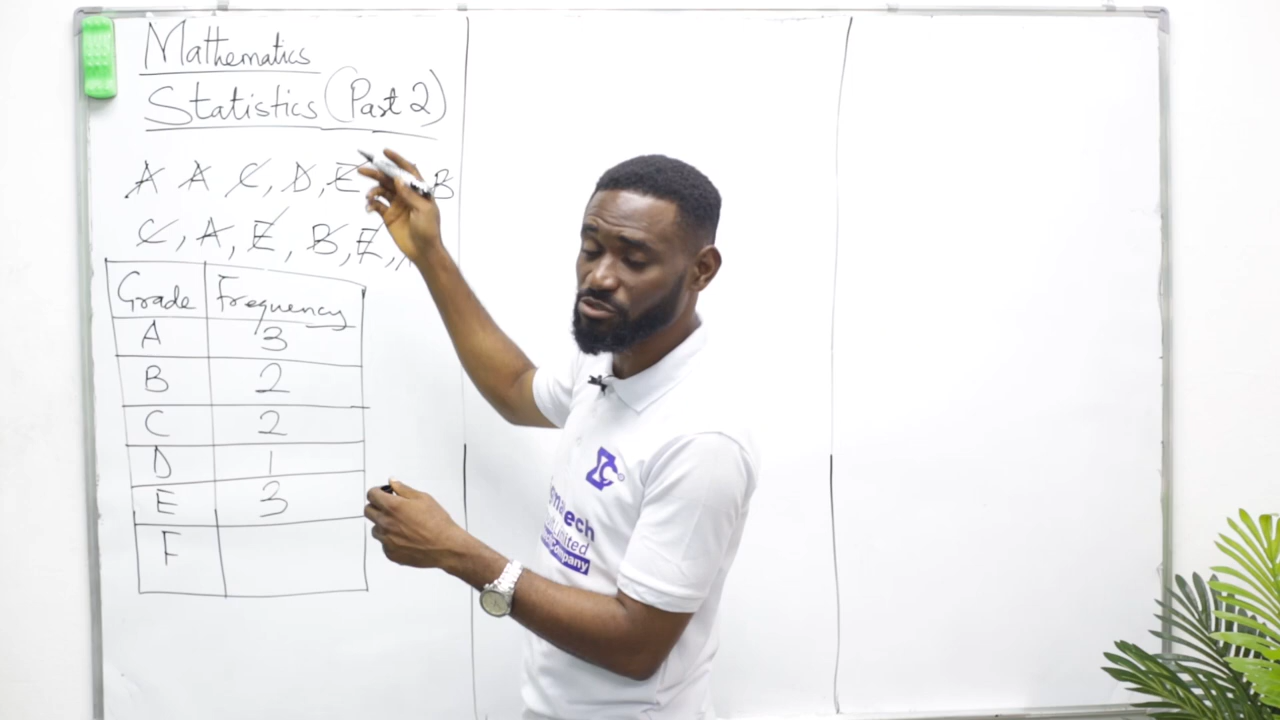 Mathematics
Statistics (Part 2)
A A C, D, E B
C, A, E, B, E,
Grade Frequency
A 3
B 2
C 2
D 1
E 3
F